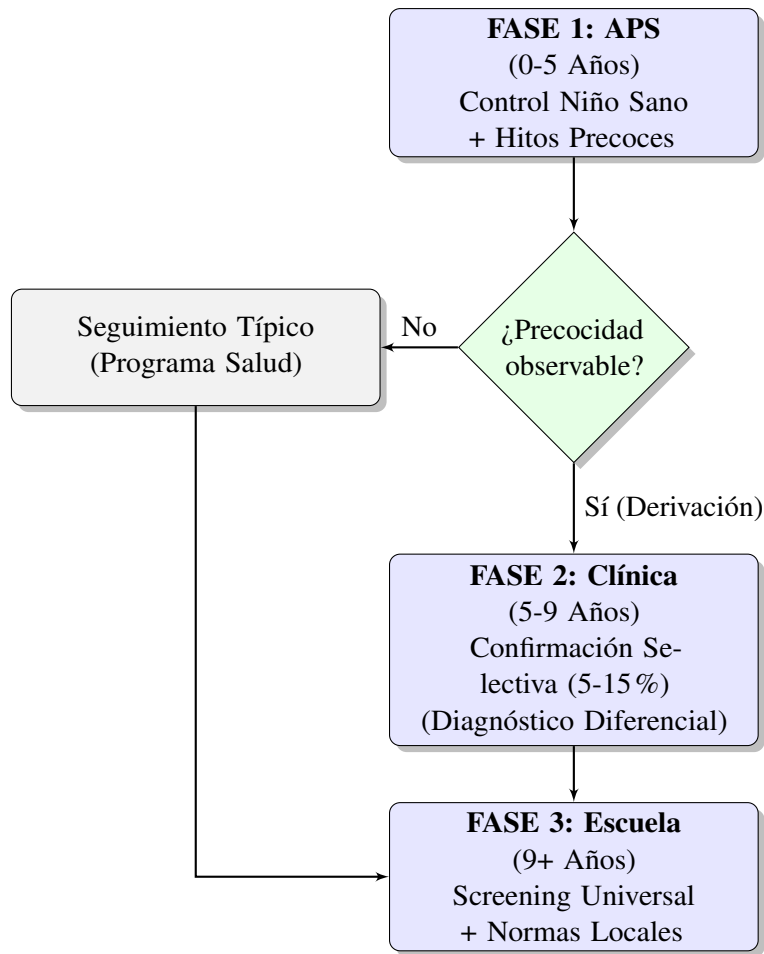 FASE 1: APS
(0-5 Años)
Control Niño Sano
+ Hitos Precoces
¿Precocidad
observable?
No
Seguimiento Típico
(Programa Salud)
Sí (Derivación)
FASE 2: Clínica
(5-9 Años)
Confirmación Se-
lectiva (5-15 %)
(Diagnóstico Diferencial)
FASE 3: Escuela
(9+ Años)
Screening Universal
+ Normas Locales